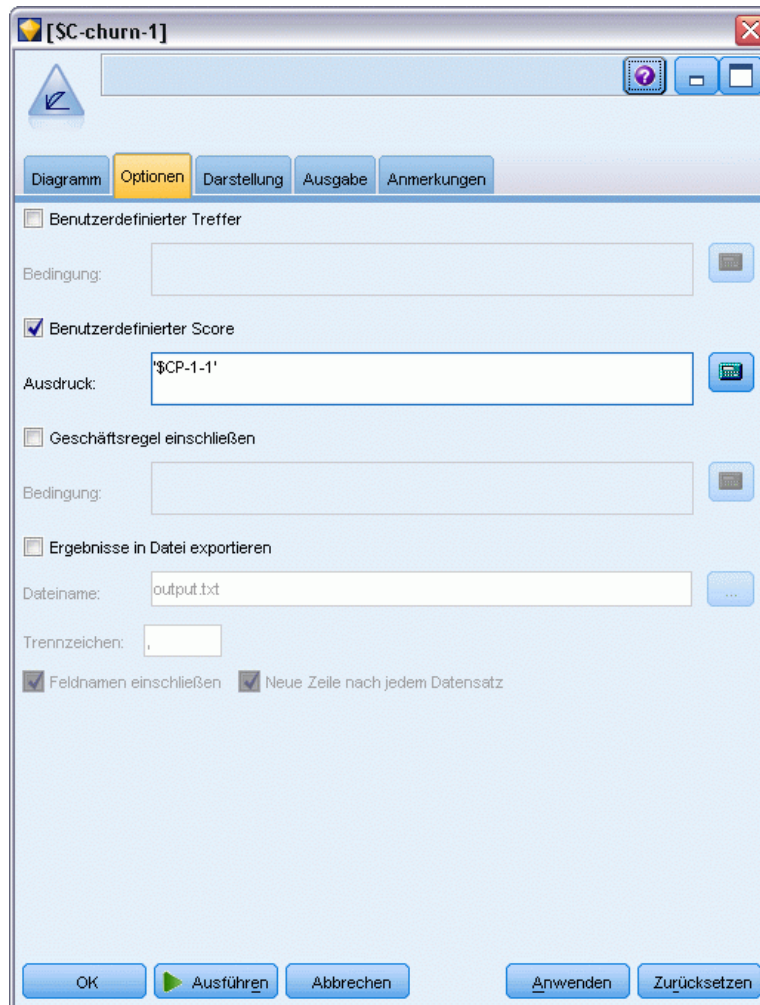 [$C-churn-1]
Diagramm Optionen Darstellung Ausgabe Anmerkungen
Benutzerdefinierter Treffer
Bedingung:
Benutzerdefinierter Score
Ausdruck: '$CP-1-1'
Geschäftsregel einschließen
Bedingung:
Ergebnisse in Datei exportieren
Dateiname: output.txt ...
Trennzeichen: ,
Feldnamen einschließen Neue Zeile nach jedem Datensatz
OK Ausführen Abbrechen Anwenden Zurücksetzen